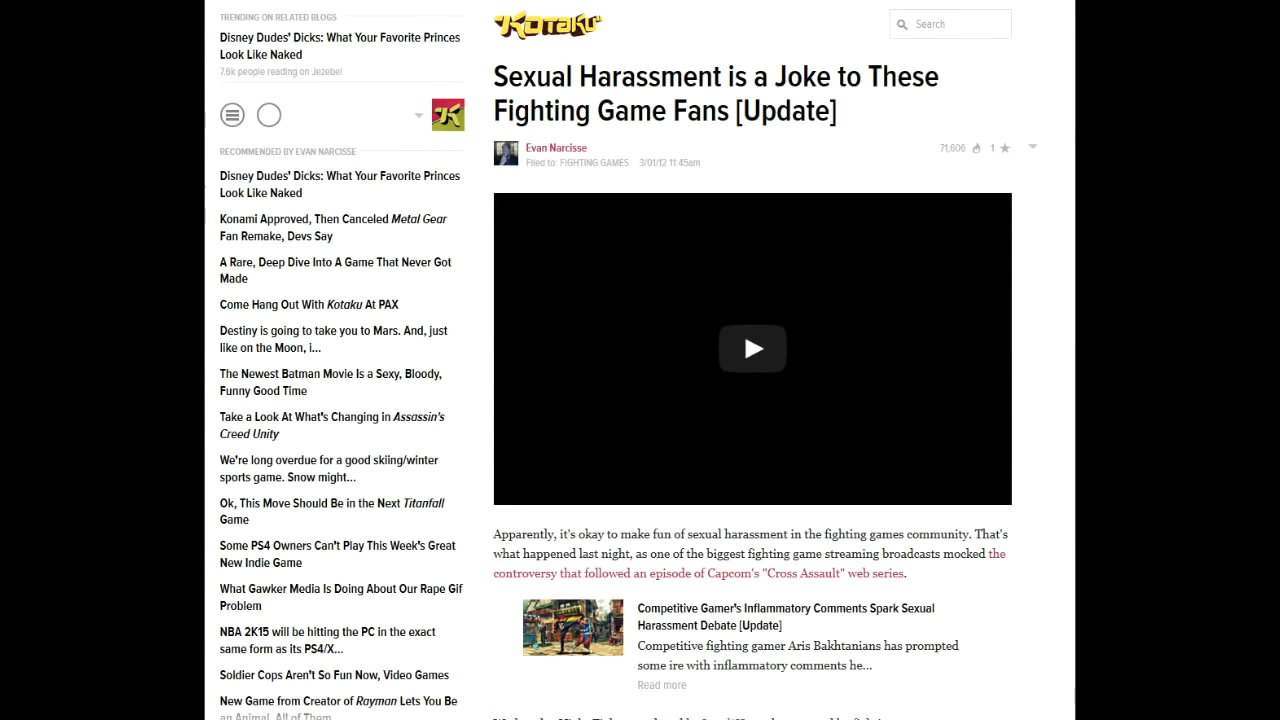 TRENDING ON RELATED BLOGS
Disney Dudes' Dicks: What Your Favorite Princes
Look Like Naked
7.6k people reading on Jezebel
RECOMMENDED BY EVAN NARCISSE
Disney Dudes' Dicks: What Your Favorite Princes
Look Like Naked
Konami Approved, Then Canceled Metal Gear
Fan Remake, Devs Say
A Rare, Deep Dive Into A Game That Never Got
Made
Come Hang Out With Kotaku At PAX
Destiny is going to take you to Mars. And, just
like on the Moon, i...
The Newest Batman Movie Is a Sexy, Bloody,
Funny Good Time
Take a Look At What's Changing in Assassin's
Creed Unity
We're long overdue for a good skiing/winter
sports game. Snow might...
Ok, This Move Should Be in the Next Titanfall
Game
Some PS4 Owners Can't Play This Week's Great
New Indie Game
What Gawker Media Is Doing About Our Rape Gif
Problem
NBA 2K15 will be hitting the PC in the exact
same form as its PS4/X...
Soldier Cops Aren't So Fun Now, Video Games
New Game from Creator of Rayman Lets You Be
an Animal, All of Them
KOTAKU
Search
Sexual Harassment is a Joke to These
Fighting Game Fans [Update]
Evan Narcisse
Filed to: FIGHTING GAMES 3/01/12 11:45am
71,606 1
Apparently, it's okay to make fun of sexual harassment in the fighting games community. That's
what happened last night, as one of the biggest fighting game streaming broadcasts mocked the
controversy that followed an episode of Capcom's "Cross Assault" web series.
Competitive Gamer's Inflammatory Comments Spark Sexual
Harassment Debate [Update]
Competitive fighting gamer Aris Bakhtanians has prompted
some ire with inflammatory comments he...
Read more